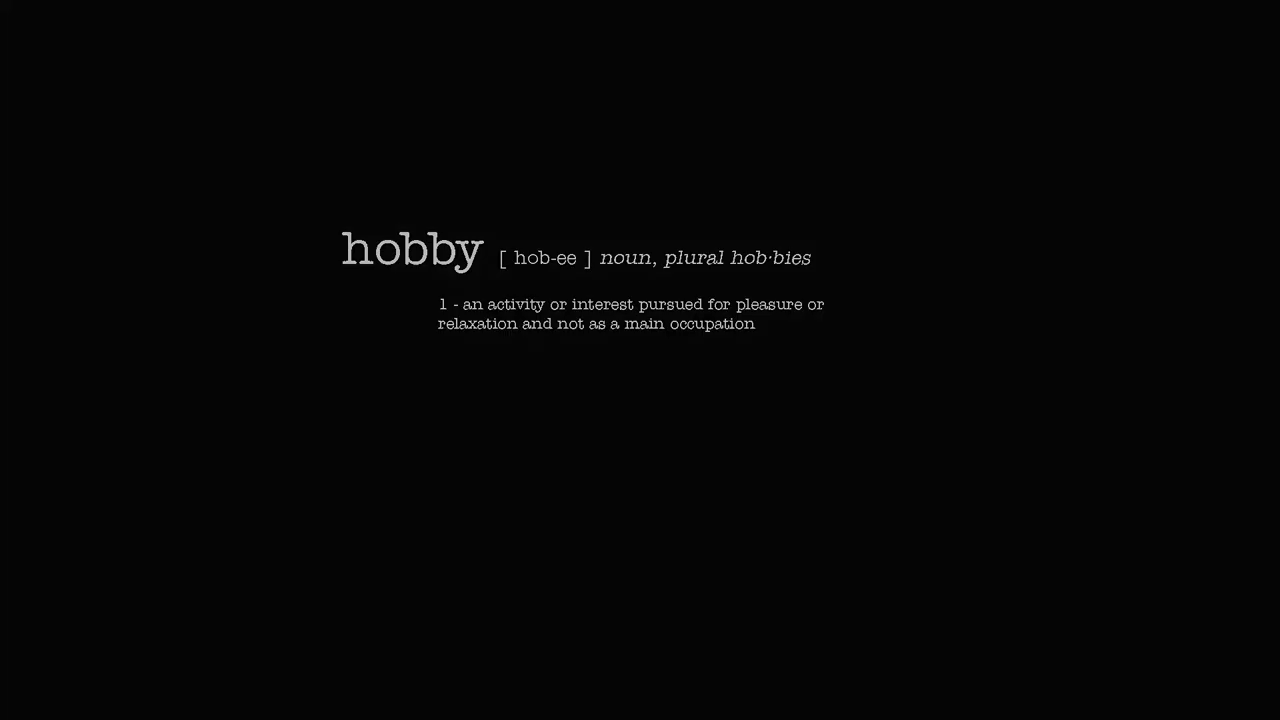 hobby [ hob-ee ] noun, plural hob·bies
1 - an activity or interest pursued for pleasure or
relaxation and not as a main occupation